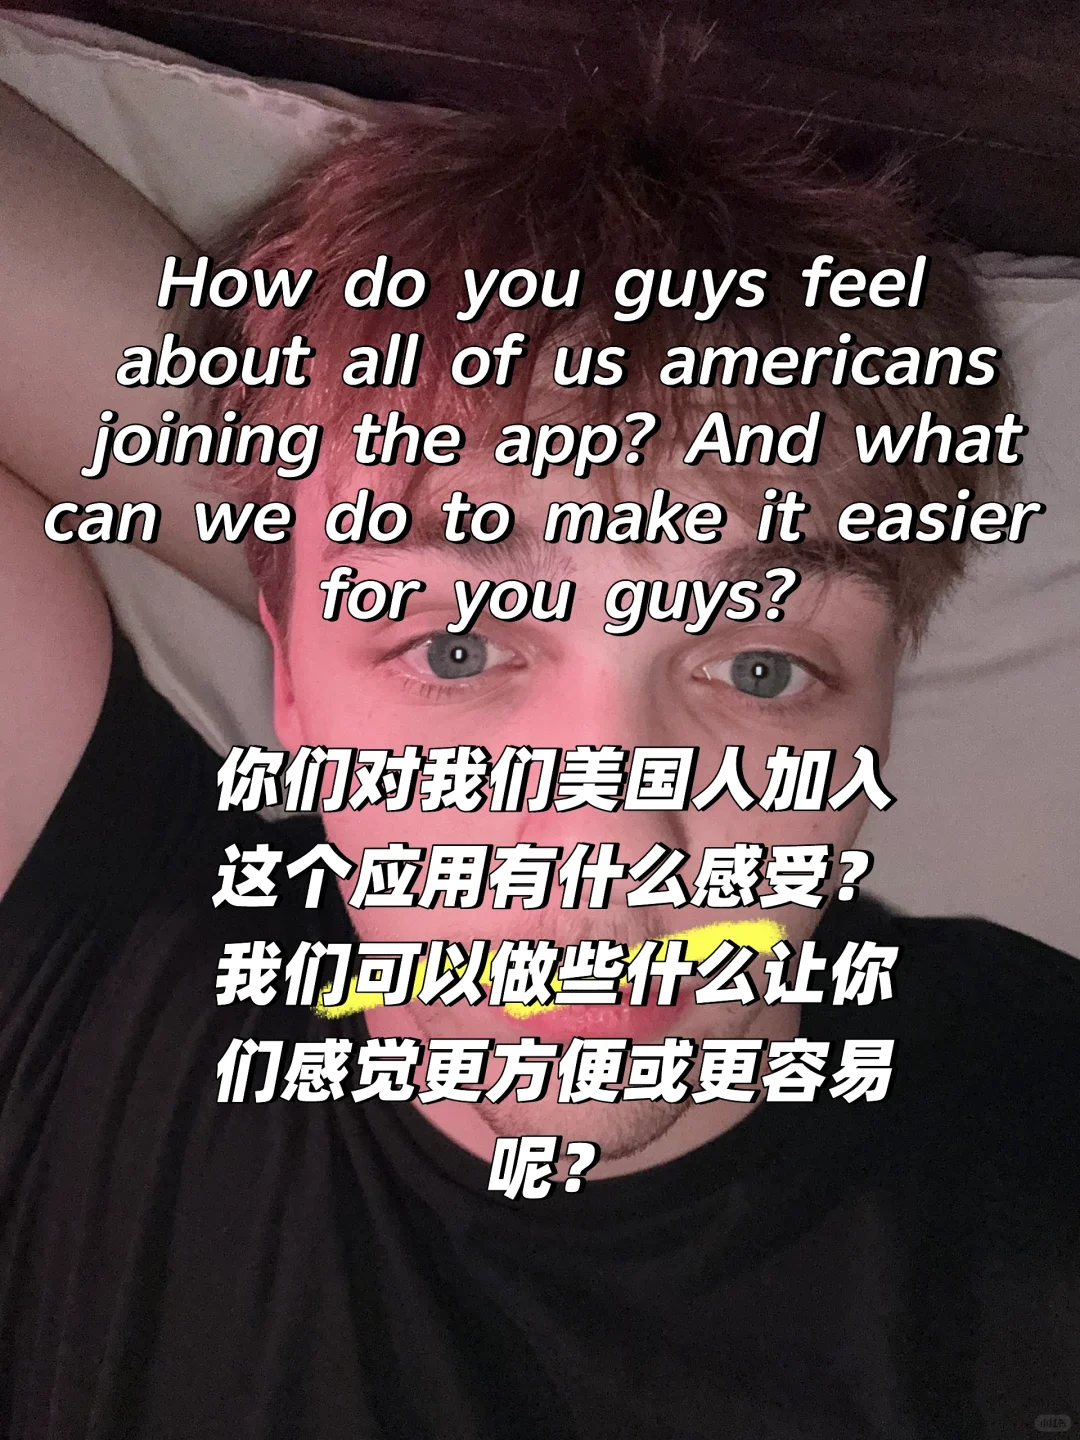 How do you guys feel
about all of us americans
joining the app? And what
can we do to make it easier
for you guys?
你们对我们美国人加入
这个应用有什么感受？
我们可以做些什么让你
们感觉更方便或更容易
呢？
小红书